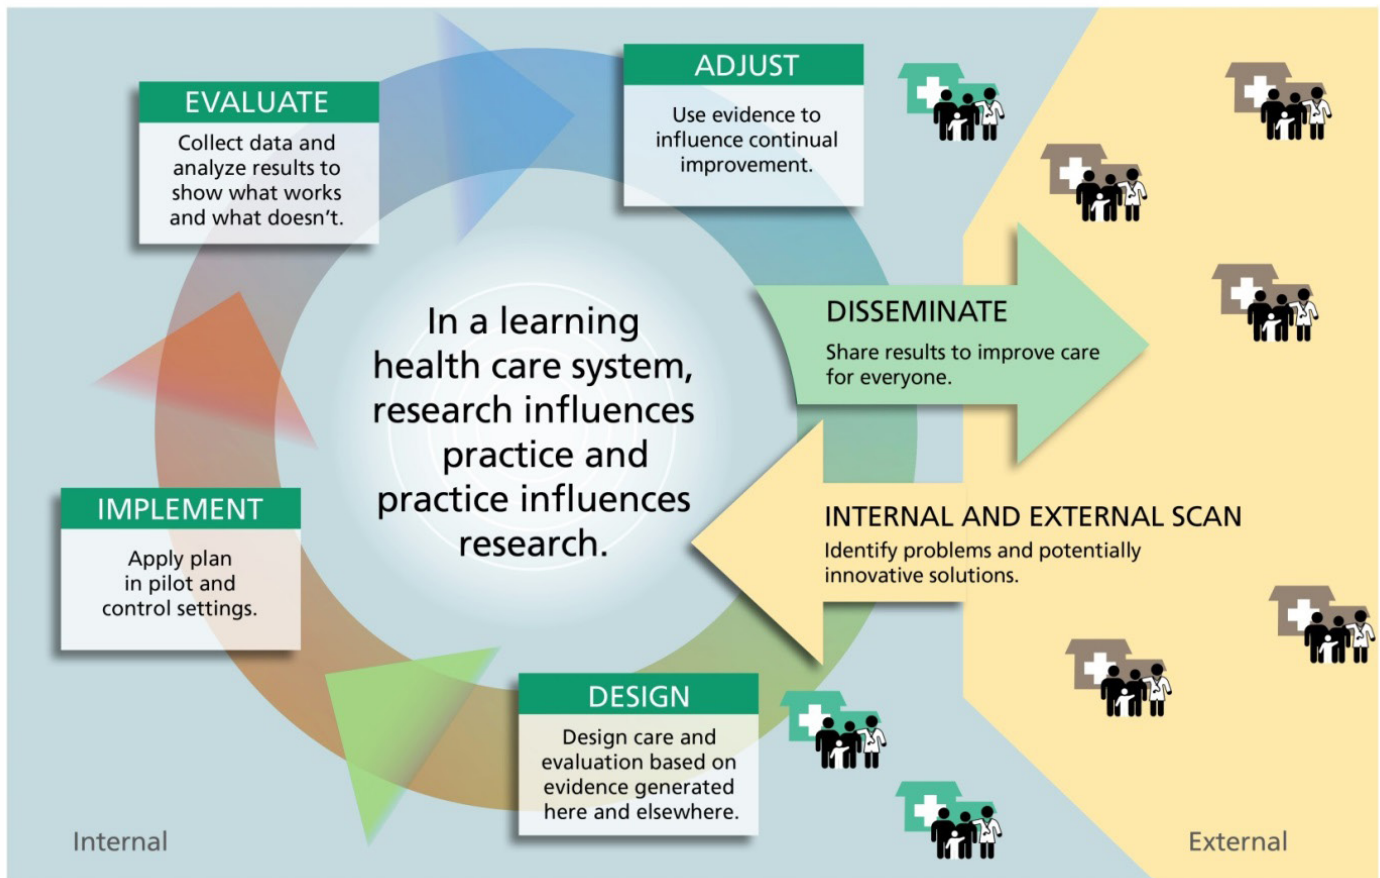 EVALUATE
Collect data and
analyze results to
show what works
and what doesn't.
ADJUST
Use evidence to
influence continual
improvement.
In a learning
health care system,
research influences
practice and
practice influences
research.
DISSEMINATE
Share results to improve care
for everyone.
INTERNAL AND EXTERNAL SCAN
Identify problems and potentially
innovative solutions.
IMPLEMENT
Apply plan
in pilot and
control settings.
DESIGN
Design care and
evaluation based on
evidence generated
here and elsewhere.
Internal
External